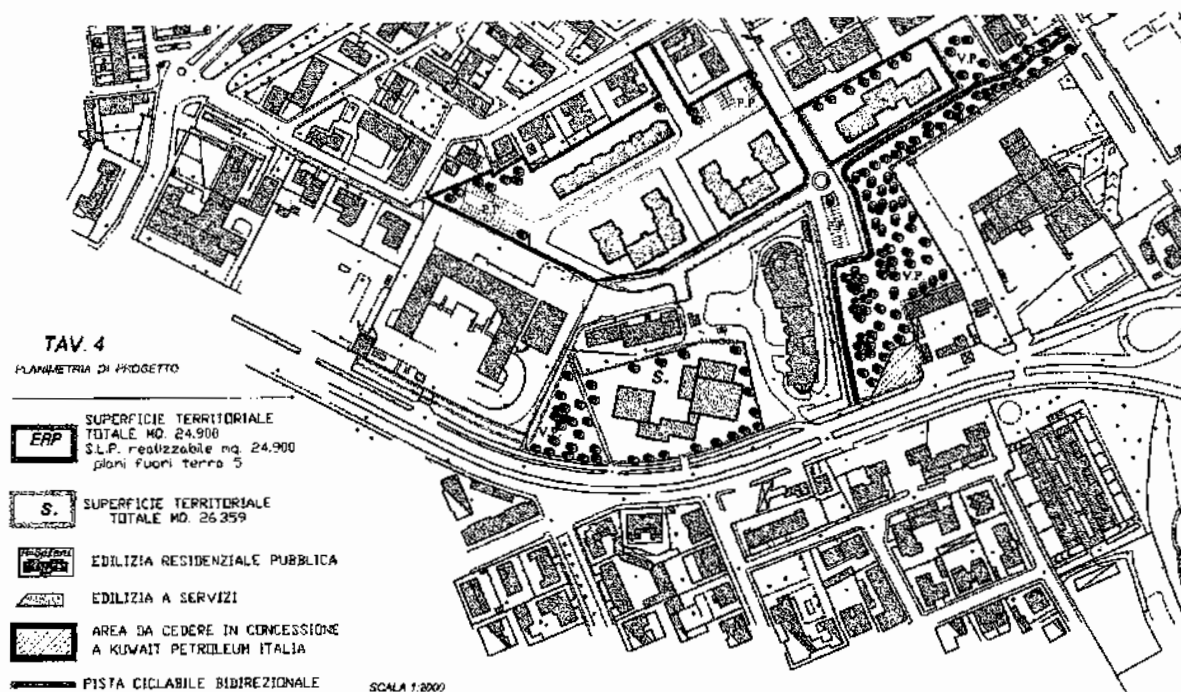 TAV. 4
PLANIMETRIA DI PROGETTO
ERP
SUPERFICIE TERRITORIALE
TOTALE MQ. 24.900
S.L.P. realizzabile mq. 24.900
piani fuori terra 5
S.
SUPERFICIE TERRITORIALE
TOTALE MQ. 26.359
EDILIZIA RESIDENZIALE PUBBLICA
EDILIZIA A SERVIZI
AREA DA CEDERE IN CONCESSIONE
A KUWAIT PETROLEUM ITALIA
PISTA CICLABILE BIDIREZIONALE
SCALA 1:2000
V.P.
P.P.
V.P.
S.